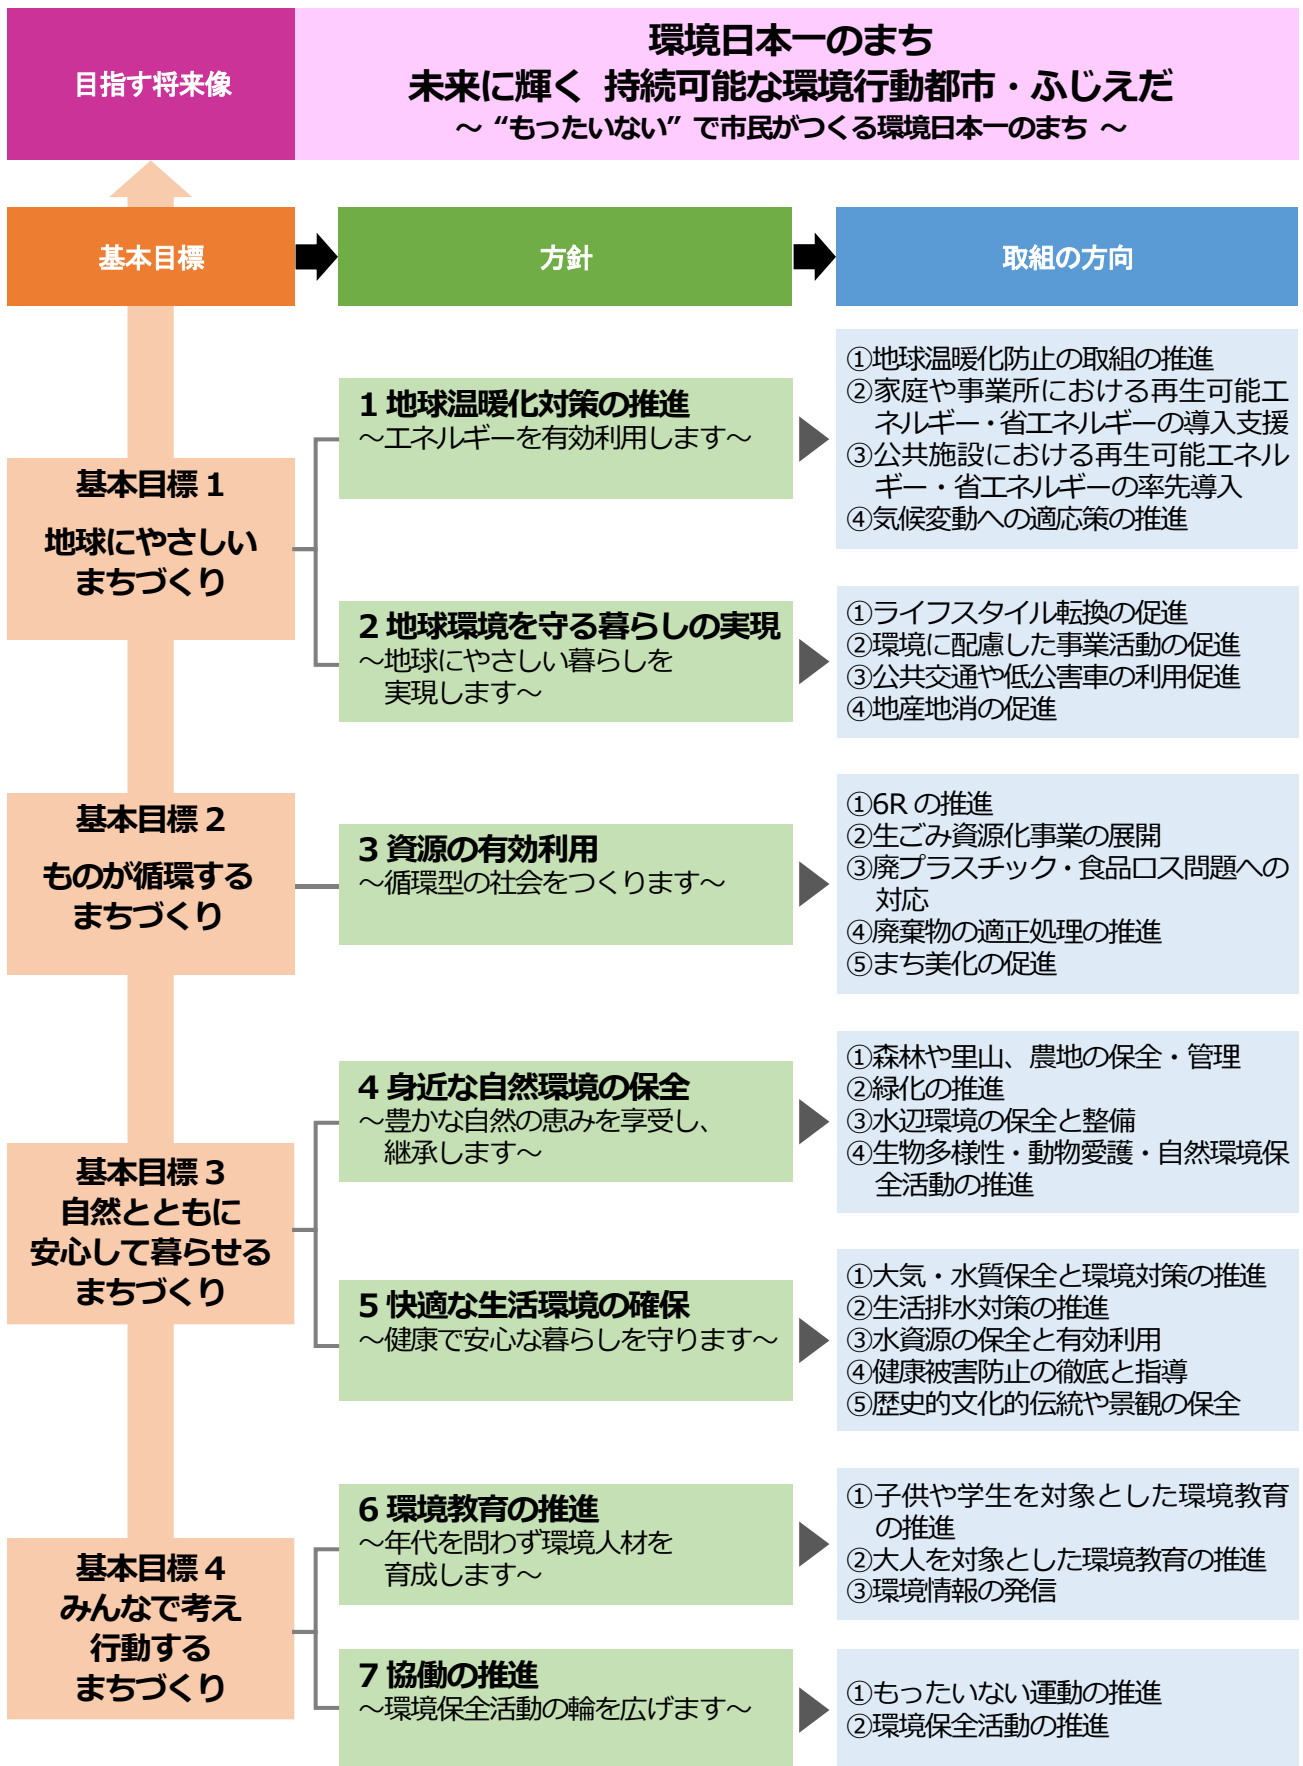 目指す将来像
環境日本一のまち
未来に輝く 持続可能な環境行動都市・ふじえだ
～ “もったいない” で市民がつくる環境日本一のまち ～
基本目標
方針
取組の方向
基本目標 1
地球にやさしい
まちづくり
1 地球温暖化対策の推進
～エネルギーを有効利用します～
①地球温暖化防止の取組の推進
②家庭や事業所における再生可能エ
ネルギー・省エネルギーの導入支援
③公共施設における再生可能エネル
ギー・省エネルギーの率先導入
④気候変動への適応策の推進
2 地球環境を守る暮らしの実現
～地球にやさしい暮らしを
実現します～
①ライフスタイル転換の促進
②環境に配慮した事業活動の促進
③公共交通や低公害車の利用促進
④地産地消の促進
基本目標 2
ものが循環する
まちづくり
3 資源の有効利用
～循環型の社会をつくります～
①6R の推進
②生ごみ資源化事業の展開
③廃プラスチック・食品ロス問題への
対応
④廃棄物の適正処理の推進
⑤まち美化の促進
基本目標 3
自然とともに
安心して暮らせる
まちづくり
4 身近な自然環境の保全
～豊かな自然の恵みを享受し、
継承します～
①森林や里山、農地の保全・管理
②緑化の推進
③水辺環境の保全と整備
④生物多様性・動物愛護・自然環境保
全活動の推進
5 快適な生活環境の確保
～健康で安心な暮らしを守ります～
①大気・水質保全と環境対策の推進
②生活排水対策の推進
③水資源の保全と有効利用
④健康被害防止の徹底と指導
⑤歴史的文化的伝統や景観の保全
基本目標 4
みんなで考え
行動する
まちづくり
6 環境教育の推進
～年代を問わず環境人材を
育成します～
①子供や学生を対象とした環境教育
の推進
②大人を対象とした環境教育の推進
③環境情報の発信
7 協働の推進
～環境保全活動の輪を広げます～
①もったいない運動の推進
②環境保全活動の推進